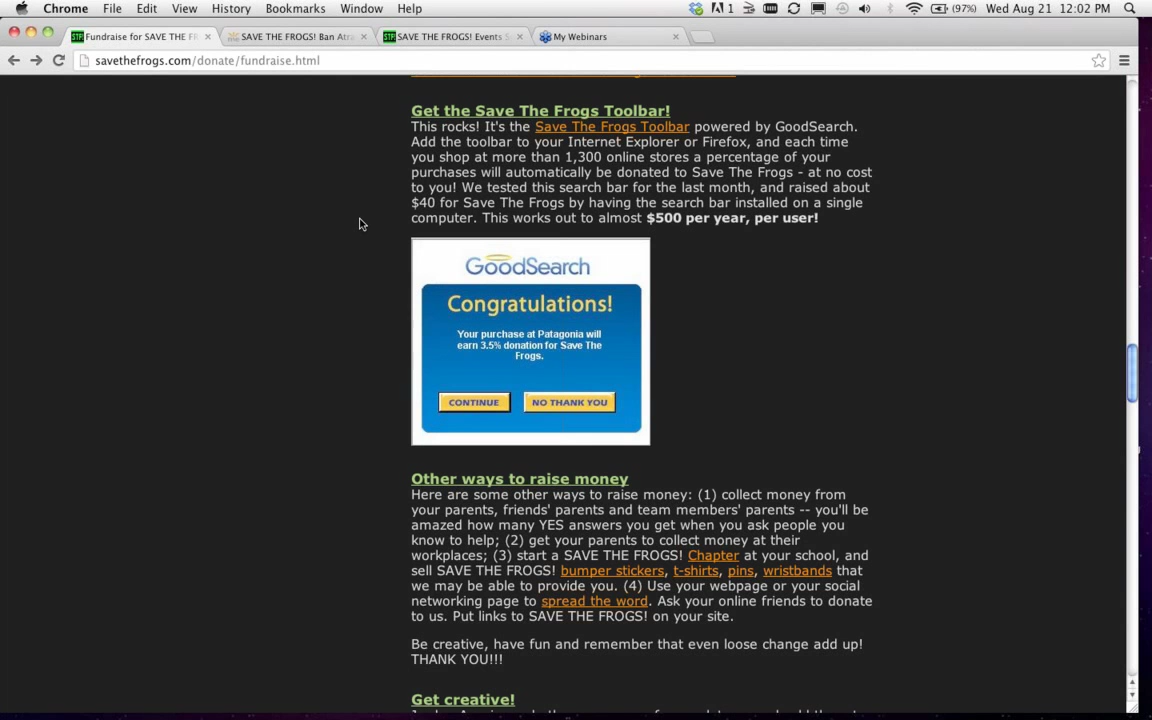 Chrome File Edit View History Bookmarks Window Help 1 (97%) Wed Aug 21 12:02 PM
Fundraise for SAVE THE F SAVE THE FROGS! Ban Atra SAVE THE FROGS! Events S My Webinars
savethefrogs.com/donate/fundraise.html
Get the Save The Frogs Toolbar!
This rocks! It's the Save The Frogs Toolbar powered by GoodSearch.
Add the toolbar to your Internet Explorer or Firefox, and each time
you shop at more than 1,300 online stores a percentage of your
purchases will automatically be donated to Save The Frogs - at no cost
to you! We tested this search bar for the last month, and raised about
$40 for Save The Frogs by having the search bar installed on a single
computer. This works out to almost $500 per year, per user!
GoodSearch
Congratulations!
Your purchase at Patagonia will
earn 3.5% donation for Save The
Frogs.
CONTINUE NO THANK YOU
Other ways to raise money
Here are some other ways to raise money: (1) collect money from
your parents, friends' parents and team members' parents -- you'll be
amazed how many YES answers you get when you ask people you
know to help; (2) get your parents to collect money at their
workplaces; (3) start a SAVE THE FROGS! Chapter at your school, and
sell SAVE THE FROGS! bumper stickers, t-shirts, pins, wristbands that
we may be able to provide you. (4) Use your webpage or your social
networking page to spread the word. Ask your online friends to donate
to us. Put links to SAVE THE FROGS! on your site.
Be creative, have fun and remember that even loose change add up!
THANK YOU!!!
Get creative!